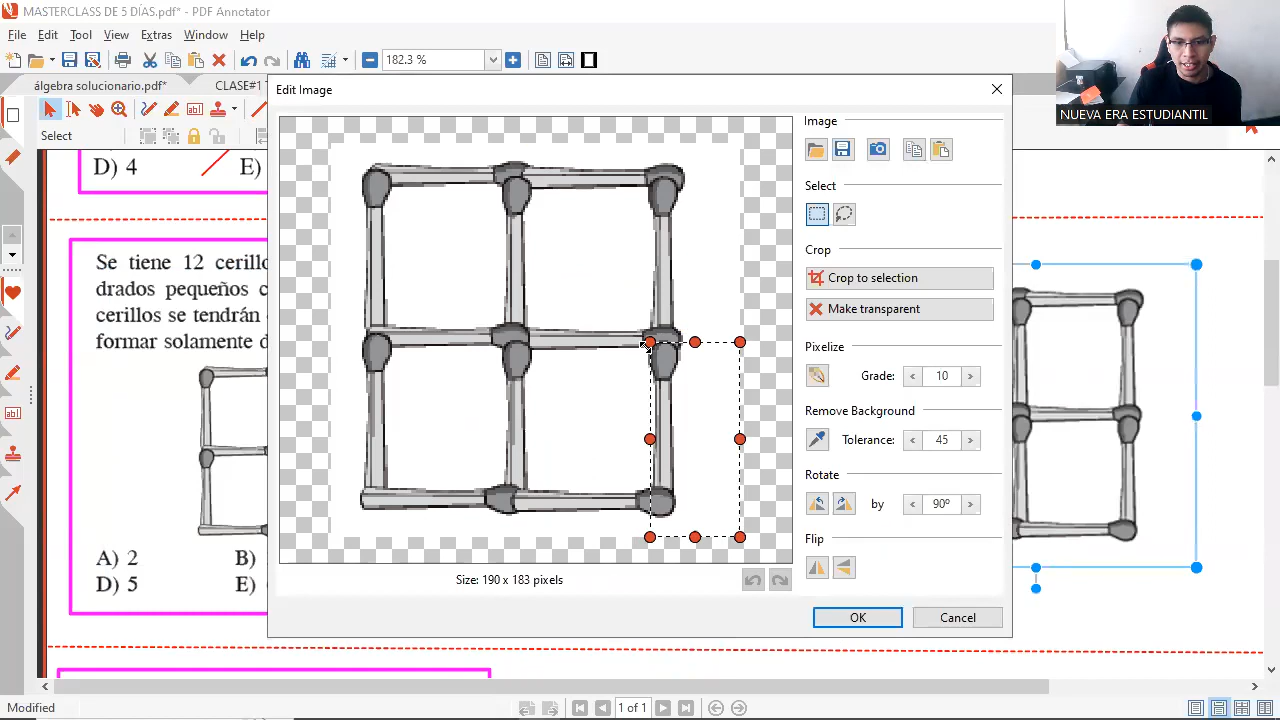 MASTERCLASS DE 5 DÍAS.pdf* - PDF Annotator
File Edit Tool View Extras Window Help
182.3 %
álgebra solucionario.pdf*
CLASE#1
Select
D) 4
E)
Se tiene 12 cerillo
drados pequeños c
cerillos se tendrán
formar solamente d
A) 2
B)
D) 5
E)
Edit Image
Size: 190 x 183 pixels
Image
Select
Crop
Crop to selection
Make transparent
Pixelize
Grade: < 10 >
Remove Background
Tolerance: < 45 >
Rotate
by < 90º >
Flip
OK Cancel
NUEVA ERA ESTUDIANTIL
Modified
1 of 1